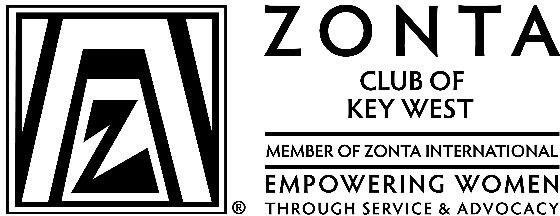 ZONTA
CLUB OF
KEY WEST
MEMBER OF ZONTA INTERNATIONAL
EMPOWERING WOMEN
THROUGH SERVICE & ADVOCACY
®